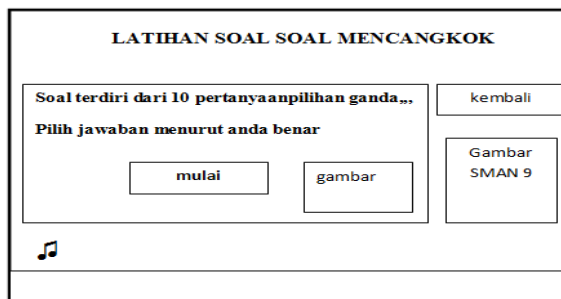 LATIHAN SOAL SOAL MENCANGKOK
Soal terdiri dari 10 pertanyaanpilihan ganda,,,
Pilih jawaban menurut anda benar
mulai
gambar
kembali
Gambar
SMAN 9